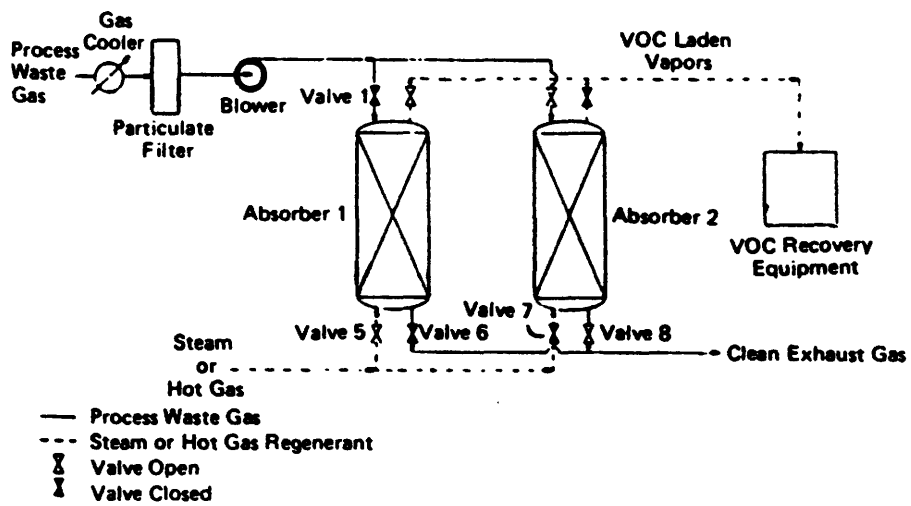 Gas
Cooler
Process
Waste
Gas
Particulate
Filter
Blower
Valve 1
VOC Laden
Vapors
Absorber 1
Absorber 2
VOC Recovery
Equipment
Valve 5
Valve 6
Valve 7
Valve 8
Steam
or
Hot Gas
Clean Exhaust Gas
Process Waste Gas
Steam or Hot Gas Regenerant
Valve Open
Valve Closed